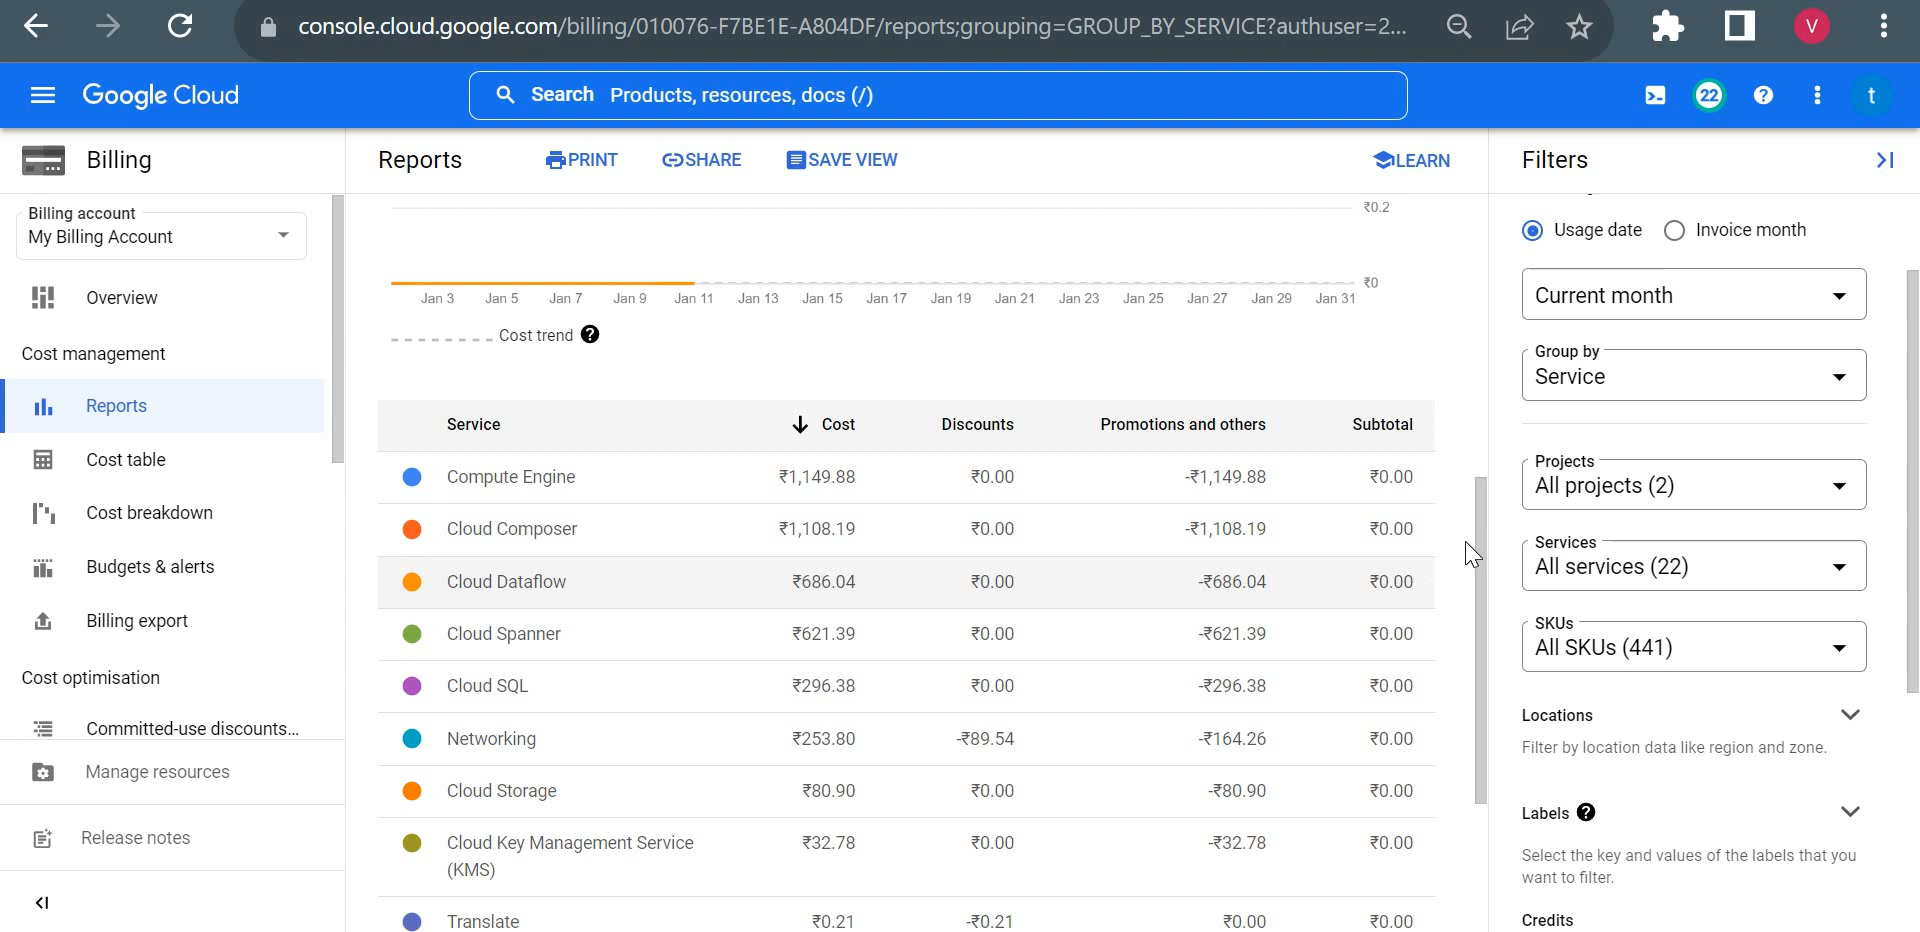 console.cloud.google.com/billing/010076-F7BE1E-A804DF/reports;grouping=GROUP_BY_SERVICE?authuser=2...
V
Google Cloud
Search Products, resources, docs (/)
22
t
Billing
Reports
PRINT
SHARE
SAVE VIEW
LEARN
Filters
Billing account
My Billing Account
Overview
Cost management
Reports
Cost table
Cost breakdown
Budgets & alerts
Billing export
Cost optimisation
Committed-use discounts...
Manage resources
Release notes
₹0.2
₹0
Jan 3 Jan 5 Jan 7 Jan 9 Jan 11 Jan 13 Jan 15 Jan 17 Jan 19 Jan 21 Jan 23 Jan 25 Jan 27 Jan 29 Jan 31
Cost trend
Service Cost Discounts Promotions and others Subtotal
Compute Engine ₹1,149.88 ₹0.00 -₹1,149.88 ₹0.00
Cloud Composer ₹1,108.19 ₹0.00 -₹1,108.19 ₹0.00
Cloud Dataflow ₹686.04 ₹0.00 -₹686.04 ₹0.00
Cloud Spanner ₹621.39 ₹0.00 -₹621.39 ₹0.00
Cloud SQL ₹296.38 ₹0.00 -₹296.38 ₹0.00
Networking ₹253.80 -₹89.54 -₹164.26 ₹0.00
Cloud Storage ₹80.90 ₹0.00 -₹80.90 ₹0.00
Cloud Key Management Service ₹32.78 ₹0.00 -₹32.78 ₹0.00
(KMS)
Translate ₹0.21 -₹0.21 ₹0.00 ₹0.00
Usage date Invoice month
Current month
Group by
Service
Projects
All projects (2)
Services
All services (22)
SKUs
All SKUs (441)
Locations
Filter by location data like region and zone.
Labels
Select the key and values of the labels that you
want to filter.
Credits